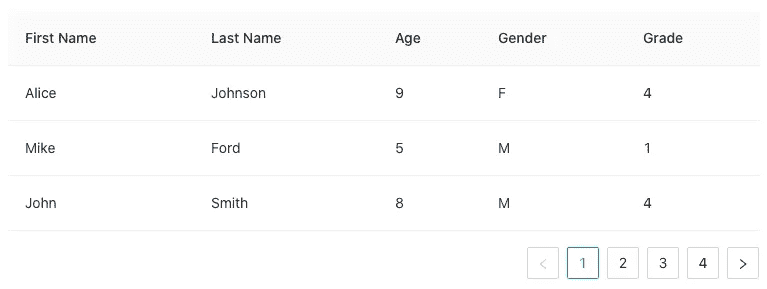 First Name Last Name Age Gender Grade
Alice Johnson 9 F 4
Mike Ford 5 M 1
John Smith 8 M 4
< 1 2 3 4 >